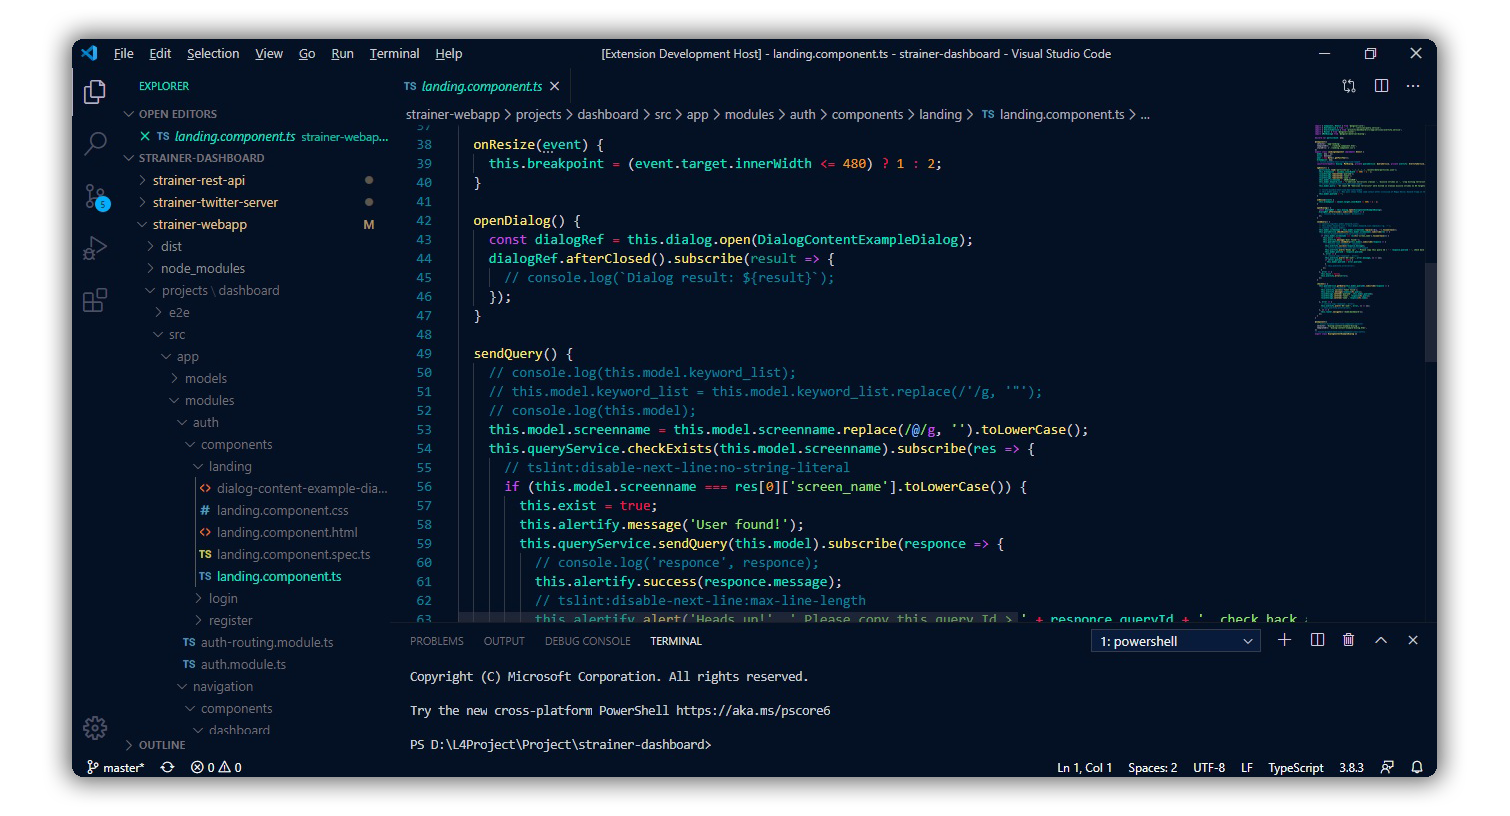 File Edit Selection View Go Run Terminal Help
[Extension Development Host] - landing.component.ts - strainer-dashboard - Visual Studio Code
EXPLORER
OPEN EDITORS
TS landing.component.ts strainer-webap...
STRAINER-DASHBOARD
strainer-rest-api
strainer-twitter-server
strainer-webapp M
dist
node_modules
projects \ dashboard
e2e
src
app
models
modules
auth
components
landing
<> dialog-content-example-dia...
# landing.component.css
<> landing.component.html
TS landing.component.spec.ts
TS landing.component.ts
login
register
TS auth-routing.module.ts
TS auth.module.ts
navigation
components
dashboard
OUTLINE
5
TS landing.component.ts
strainer-webapp > projects > dashboard > src > app > modules > auth > components > landing > TS landing.component.ts > ...
37
38 onResize(event) {
39 this.breakpoint = (event.target.innerWidth <= 480) ? 1 : 2;
40 }
41
42 openDialog() {
43 const dialogRef = this.dialog.open(DialogContentExampleDialog);
44 dialogRef.afterClosed().subscribe(result => {
45 // console.log(`Dialog result: ${result}`);
46 });
47 }
48
49 sendQuery() {
50 // console.log(this.model.keyword_list);
51 // this.model.keyword_list = this.model.keyword_list.replace(/'/g, '"');
52 // console.log(this.model);
53 this.model.screenname = this.model.screenname.replace(/@/g, '').toLowerCase();
54 this.queryService.checkExists(this.model.screenname).subscribe(res => {
55 // tslint:disable-next-line:no-string-literal
56 if (this.model.screenname === res[0]['screen_name'].toLowerCase()) {
57 this.exist = true;
58 this.alertify.message('User found!');
59 this.queryService.sendQuery(this.model).subscribe(responce => {
60 // console.log('responce', responce);
61 this.alertify.success(responce.message);
62 // tslint:disable-next-line:max-line-length
63 this.alertify.alert('Heads up!', ' Please copy this query Id > ' + responce.queryId + ' check back
PROBLEMS OUTPUT DEBUG CONSOLE TERMINAL
1: powershell
Copyright (C) Microsoft Corporation. All rights reserved.
Try the new cross-platform PowerShell https://aka.ms/pscore6
PS D:\L4Project\Project\strainer-dashboard>
master* 0 0
Ln 1, Col 1 Spaces: 2 UTF-8 LF TypeScript 3.8.3